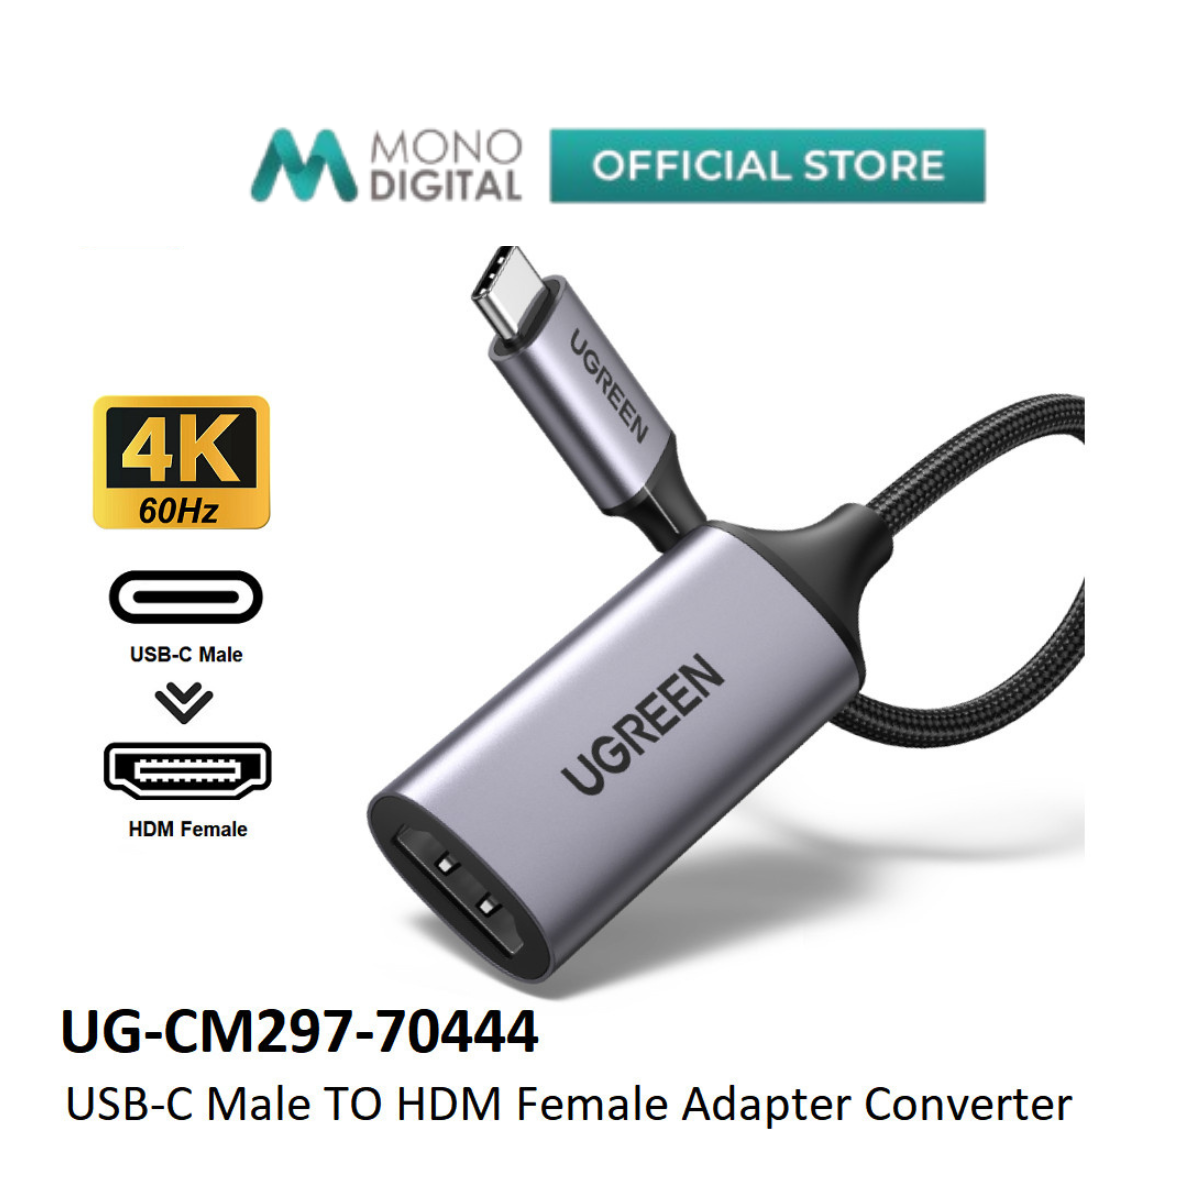 MONO
DIGITAL
OFFICIAL STORE
UGREEN
4K
60Hz
USB-C Male
UGREEN
HDM Female
UG-CM297-70444
USB-C Male TO HDM Female Adapter Converter